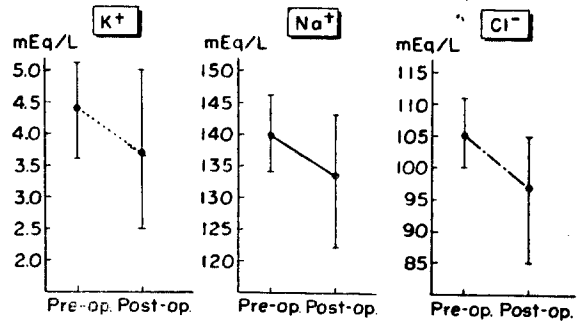 K⁺
Na⁺
Cl⁻
mEq/L
5.0
4.5
4.0
3.5
3.0
2.5
2.0
Pre-op. Post-op.
mEq/L
150
145
140
135
130
125
120
Pre-op. Post-op.
mEq/L
115
110
105
100
95
90
85
Pre-op. Post-op.